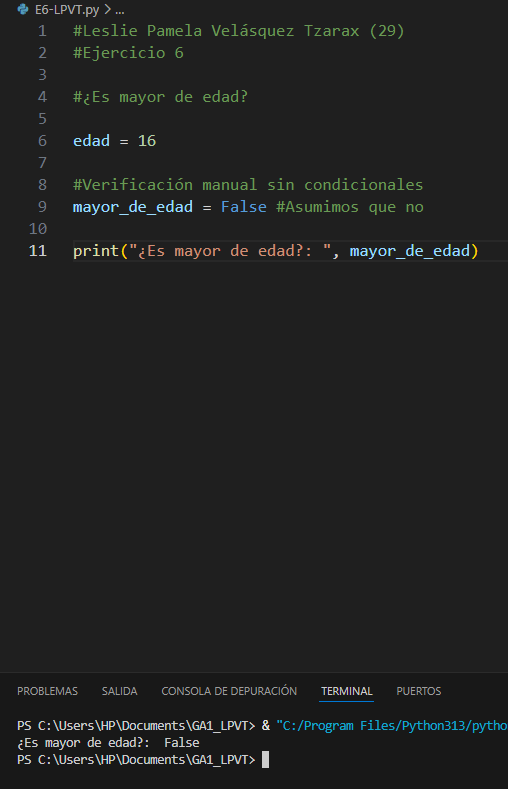 E6-LPVT.py > ...
1 #Leslie Pamela Velásquez Tzarax (29)
2 #Ejercicio 6
3
4 #¿Es mayor de edad?
5
6 edad = 16
7
8 #Verificación manual sin condicionales
9 mayor_de_edad = False #Asumimos que no
10
11 print("¿Es mayor de edad?: ", mayor_de_edad)
PROBLEMAS SALIDA CONSOLA DE DEPURACIÓN TERMINAL PUERTOS
PS C:\Users\HP\Documents\GA1_LPVT> & "C:/Program Files/Python313/pytho
¿Es mayor de edad?:  False
PS C:\Users\HP\Documents\GA1_LPVT>